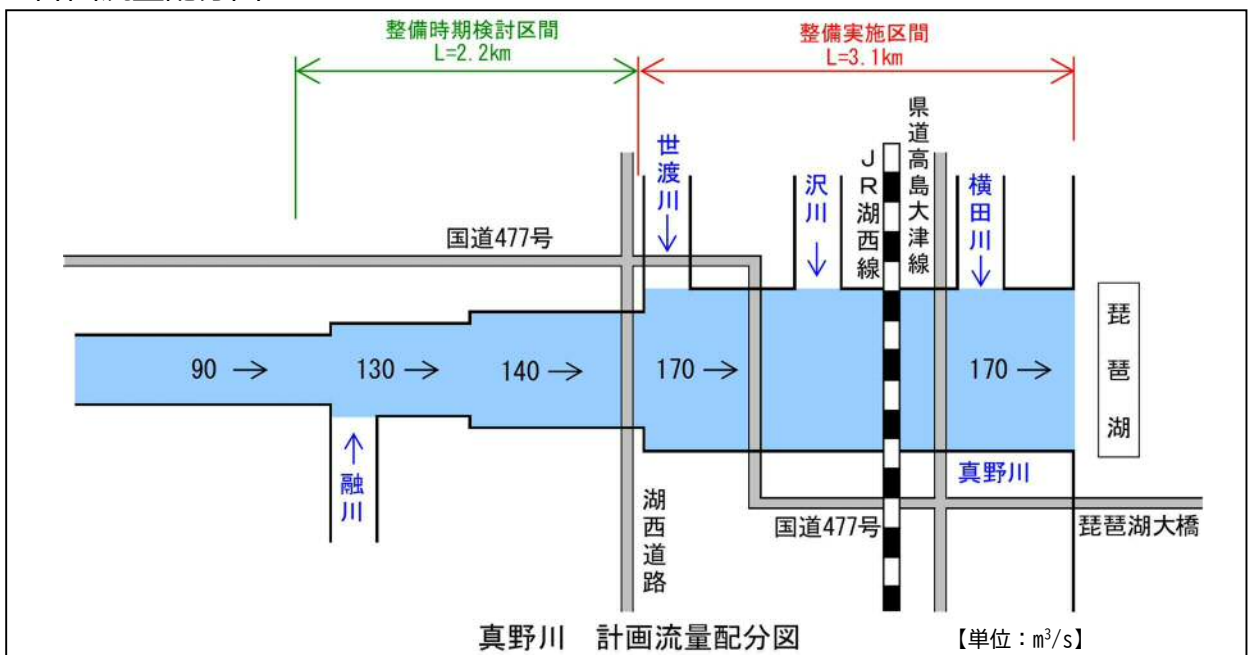 整備時期検討区間
L=2.2km
整備実施区間
L=3.1km
世渡川
沢川
JR湖西線
県道高島大津線
横田川
国道477号
90 →
130 →
140 →
170 →
170 →
琵琶湖
融川
湖西道路
真野川
国道477号
琵琶湖大橋
真野川 計画流量配分図
【単位：m³/s】